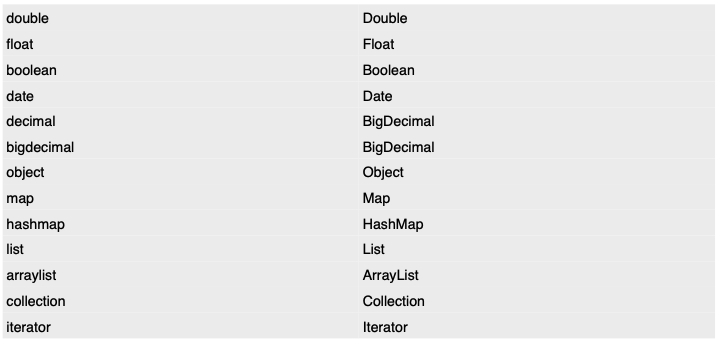 double Double
float Float
boolean Boolean
date Date
decimal BigDecimal
bigdecimal BigDecimal
object Object
map Map
hashmap HashMap
list List
arraylist ArrayList
collection Collection
iterator Iterator